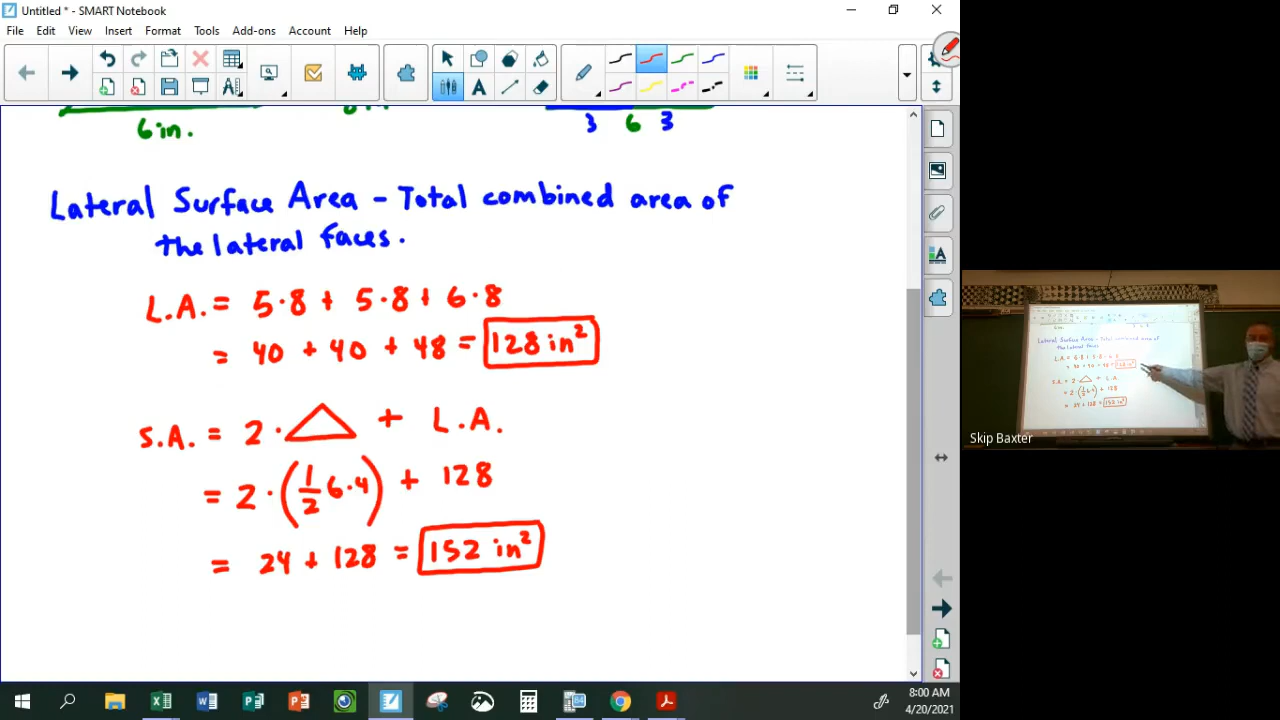 Untitled * - SMART Notebook
File Edit View Insert Format Tools Add-ons Account Help
6 in.
3 6 3
Lateral Surface Area - Total combined area of
the lateral faces.
L.A. = 5·8 + 5·8 + 6·8
= 40 + 40 + 48 = 128 in²
S.A. = 2·△ + L.A.
= 2·(1/2 6·4) + 128
= 24 + 128 = 152 in²
Skip Baxter
8:00 AM
4/20/2021